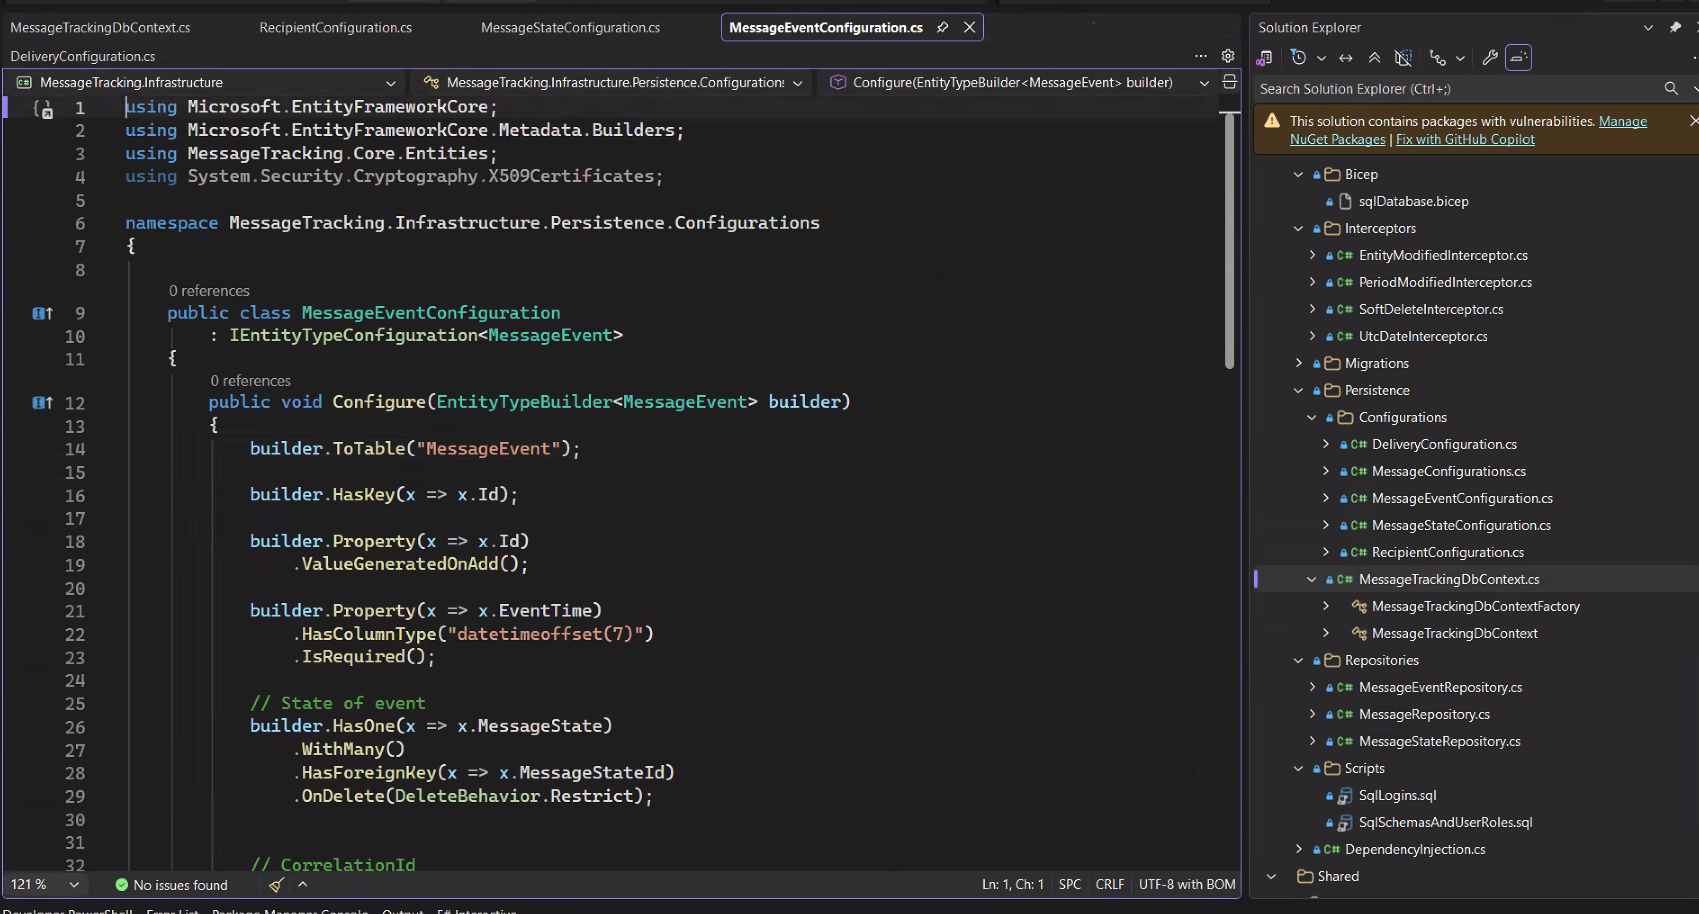 MessageTrackingDbContext.cs RecipientConfiguration.cs MessageStateConfiguration.cs MessageEventConfiguration.cs
DeliveryConfiguration.cs
MessageTracking.Infrastructure MessageTracking.Infrastructure.Persistence.Configurations Configure(EntityTypeBuilder<MessageEvent> builder)
1 using Microsoft.EntityFrameworkCore;
2 using Microsoft.EntityFrameworkCore.Metadata.Builders;
3 using MessageTracking.Core.Entities;
4 using System.Security.Cryptography.X509Certificates;
5
6 namespace MessageTracking.Infrastructure.Persistence.Configurations
7 {
8
0 references
9 public class MessageEventConfiguration
10 : IEntityTypeConfiguration<MessageEvent>
11 {
0 references
12 public void Configure(EntityTypeBuilder<MessageEvent> builder)
13 {
14 builder.ToTable("MessageEvent");
15
16 builder.HasKey(x => x.Id);
17
18 builder.Property(x => x.Id)
19 .ValueGeneratedOnAdd();
20
21 builder.Property(x => x.EventTime)
22 .HasColumnType("datetimeoffset(7)")
23 .IsRequired();
24
25 // State of event
26 builder.HasOne(x => x.MessageState)
27 .WithMany()
28 .HasForeignKey(x => x.MessageStateId)
29 .OnDelete(DeleteBehavior.Restrict);
30
31
32 // CorrelationId
121 % No issues found Ln: 1, Ch: 1 SPC CRLF UTF-8 with BOM
Developer PowerShell Error List Package Manager Console Output F# Interactive
Solution Explorer
Search Solution Explorer (Ctrl+;)
This solution contains packages with vulnerabilities. Manage
NuGet Packages | Fix with GitHub Copilot
Bicep
sqlDatabase.bicep
Interceptors
C# EntityModifiedInterceptor.cs
C# PeriodModifiedInterceptor.cs
C# SoftDeleteInterceptor.cs
C# UtcDateInterceptor.cs
Migrations
Persistence
Configurations
C# DeliveryConfiguration.cs
C# MessageConfigurations.cs
C# MessageEventConfiguration.cs
C# MessageStateConfiguration.cs
C# RecipientConfiguration.cs
C# MessageTrackingDbContext.cs
MessageTrackingDbContextFactory
MessageTrackingDbContext
Repositories
C# MessageEventRepository.cs
C# MessageRepository.cs
C# MessageStateRepository.cs
Scripts
SqlLogins.sql
SqlSchemasAndUserRoles.sql
C# DependencyInjection.cs
Shared